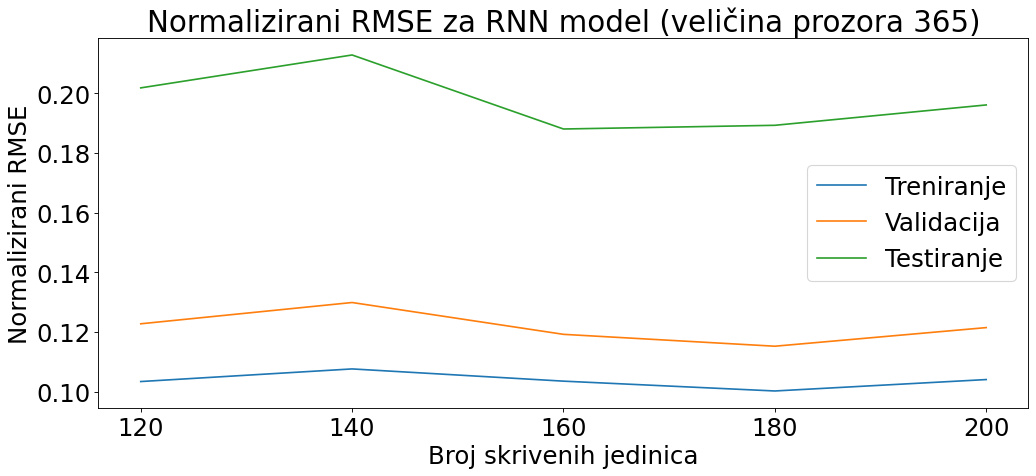 Normalizirani RMSE za RNN model (veličina prozora 365)
Normalizirani RMSE
0.20
0.18
0.16
0.14
0.12
0.10
Treniranje
Validacija
Testiranje
120 140 160 180 200
Broj skrivenih jedinica